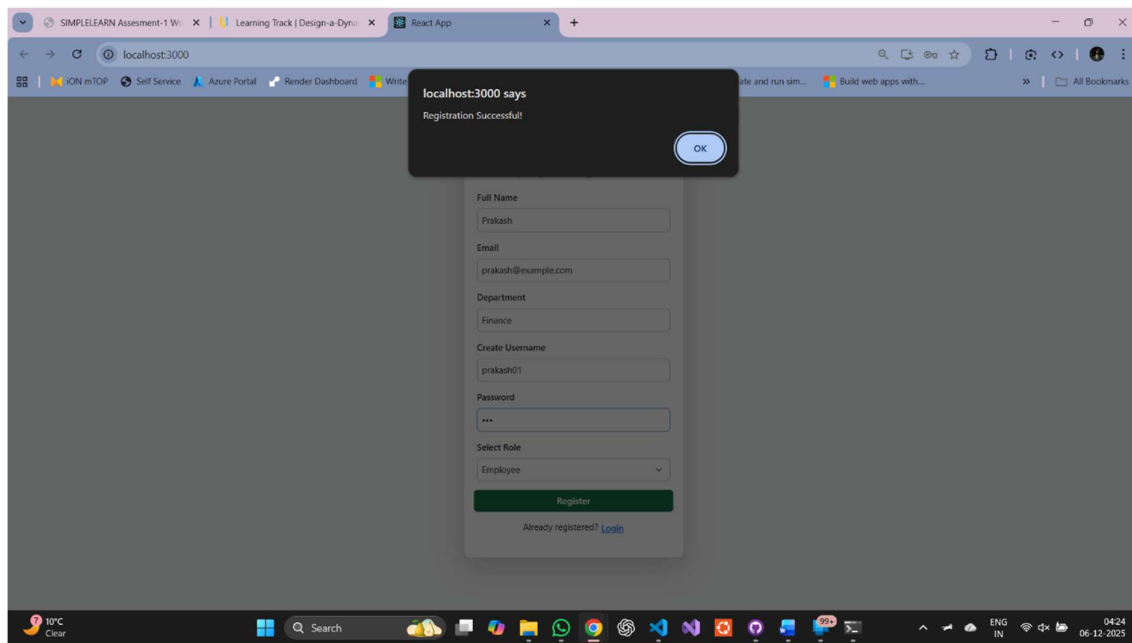 SIMPLELEARN Assesment-1 Wr
Learning Track | Design-a-Dyna
React App
localhost:3000
iON mTOP
Self Service
Azure Portal
Render Dashboard
Write
ate and run sim...
Build web apps with...
All Bookmarks
localhost:3000 says
Registration Successful!
OK
Full Name
Prakash
Email
prakash@example.com
Department
Finance
Create Username
prakash01
Password
•••
Select Role
Employee
Register
Already registered? Login
7
10°C
Clear
Search
99+
ENG
IN
04:24
06-12-2025